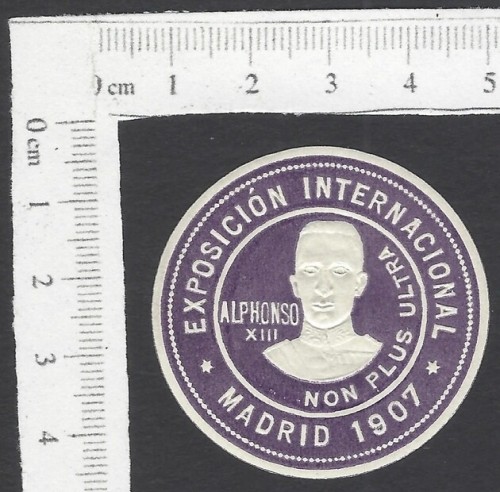 0 cm 1 2 3 4 5
0 cm 1 2 3 4
EXPOSICIÓN INTERNACIONAL
ALPHONSO
XIII
NON PLUS ULTRA
* MADRID 1907 *